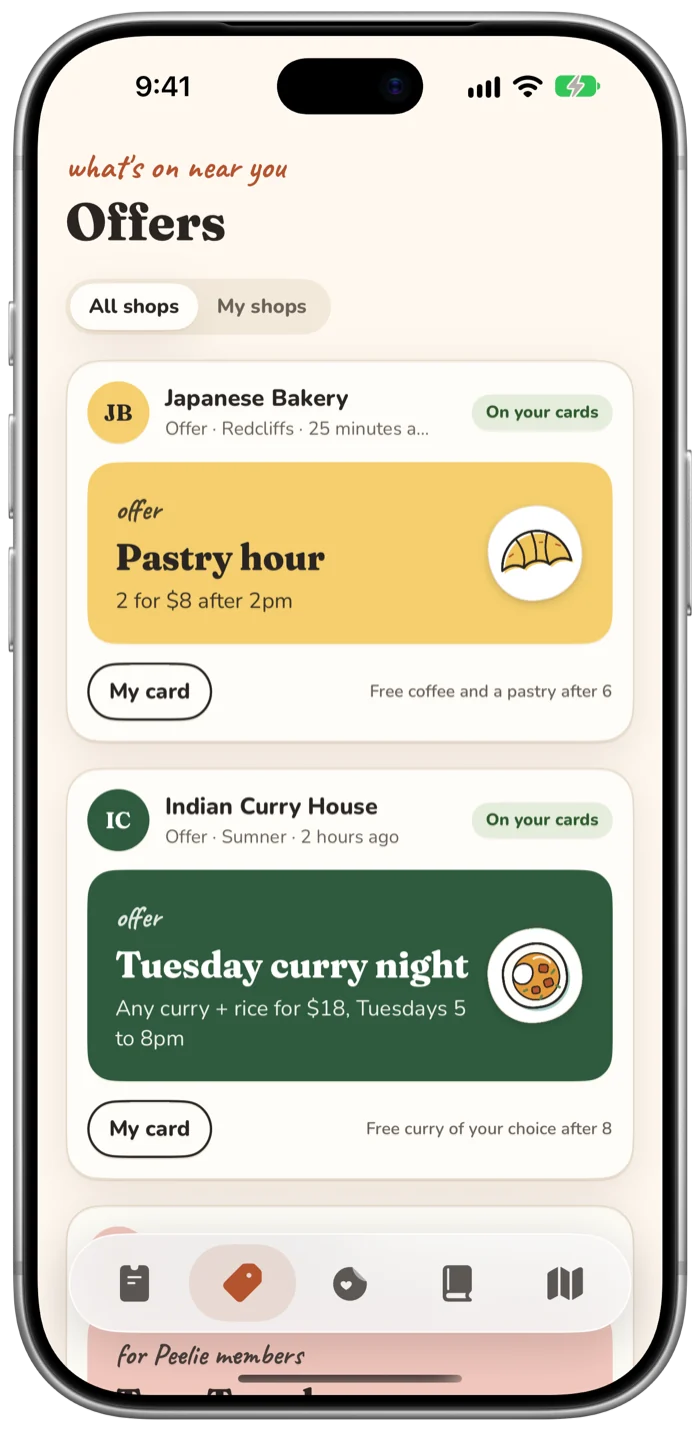 9:41
what's on near you
Offers
All shops My shops
JB Japanese Bakery
Offer · Redcliffs · 25 minutes a...
On your cards
offer
Pastry hour
2 for $8 after 2pm
My card Free coffee and a pastry after 6
IC Indian Curry House
Offer · Sumner · 2 hours ago
On your cards
offer
Tuesday curry night
Any curry + rice for $18, Tuesdays 5
to 8pm
My card Free curry of your choice after 8
for Peelie members